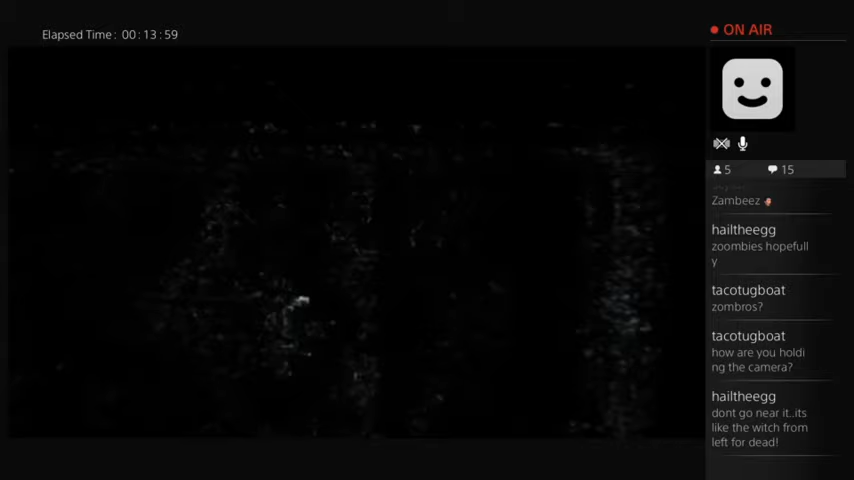 Elapsed Time: 00:13:59
ON AIR
5
15
Zambeez
hailtheegg
zoombies hopefull
y
tacotugboat
zombros?
tacotugboat
how are you holdi
ng the camera?
hailtheegg
dont go near it..its
like the witch from
left for dead!